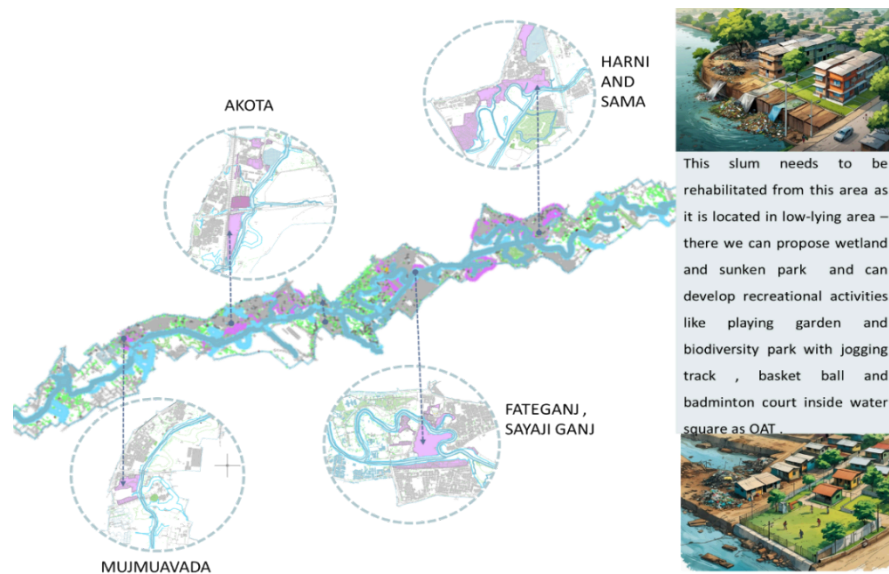 AKOTA
HARNI
AND
SAMA
FATEGANJ ,
SAYAJI GANJ
MUJMUAVADA
This slum needs to be
rehabilitated from this area as
it is located in low-lying area –
there we can propose wetland
and sunken park and can
develop recreational activities
like playing garden and
biodiversity park with jogging
track , basket ball and
badminton court inside water
square as OAT .